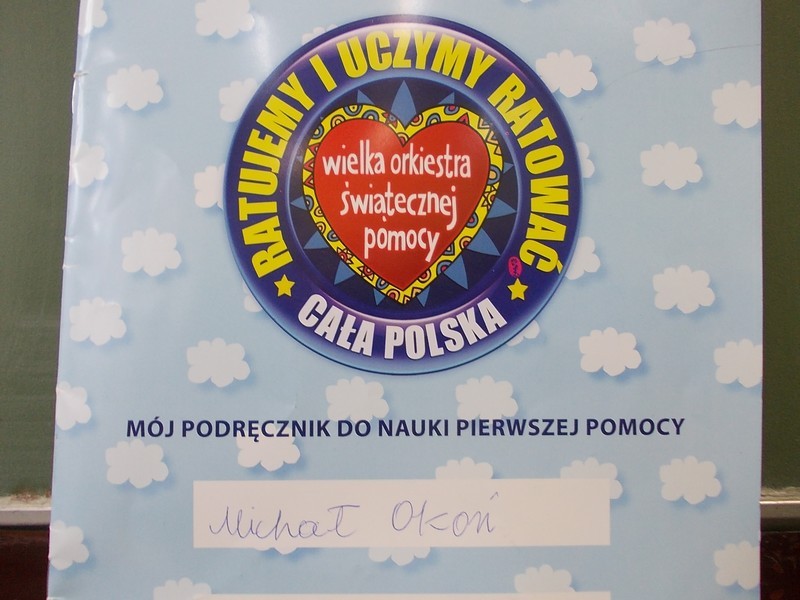 RATUJEMY I UCZYMY RATOWAĆ
wielka orkiestra
świątecznej
pomocy
CAŁA POLSKA
MÓJ PODRĘCZNIK DO NAUKI PIERWSZEJ POMOCY
Michał Okoń